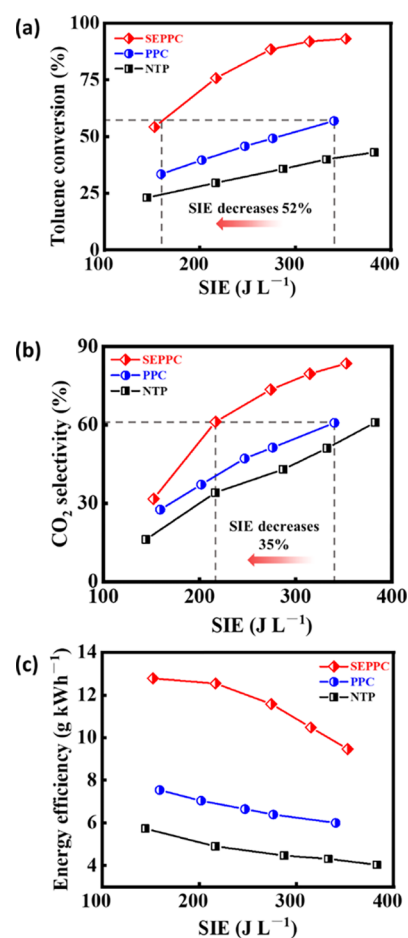 (a)
100
75
50
25
0
Toluene conversion (%)
SEPPC
PPC
NTP
SIE decreases 52%
100
200
300
400
SIE (J L⁻¹)
(b)
90
60
30
0
CO₂ selectivity (%)
SEPPC
PPC
NTP
SIE decreases
35%
100
200
300
400
SIE (J L⁻¹)
(c)
14
12
10
8
6
4
Energy efficiency (g kWh⁻¹)
SEPPC
PPC
NTP
100
200
300
400
SIE (J L⁻¹)